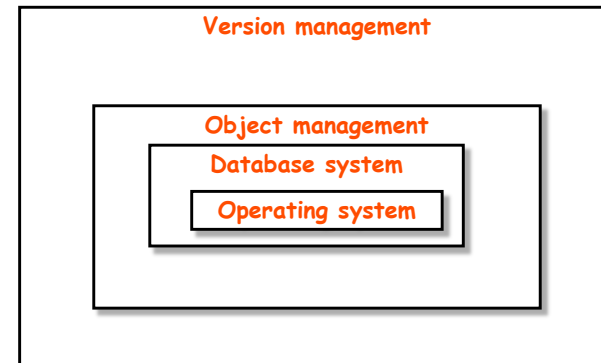 Version management
Object management
Database system
Operating system